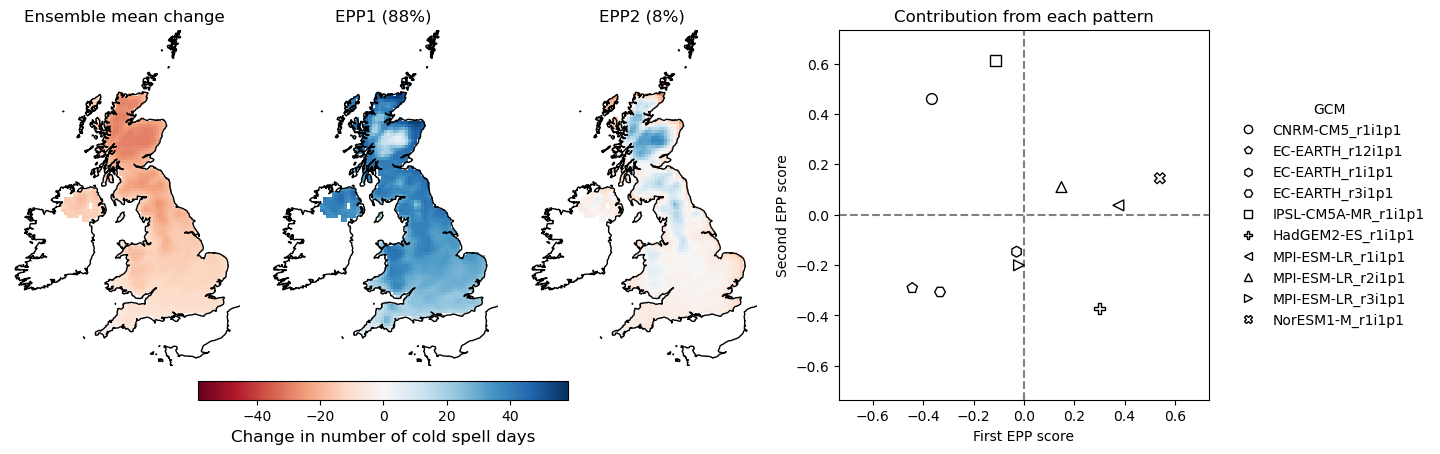 Ensemble mean change
EPP1 (88%)
EPP2 (8%)
−40 −20 0 20 40
Change in number of cold spell days
Contribution from each pattern
Second EPP score
0.6
0.4
0.2
0.0
−0.2
−0.4
−0.6
−0.6 −0.4 −0.2 0.0 0.2 0.4 0.6
First EPP score
GCM
CNRM-CM5_r1i1p1
EC-EARTH_r12i1p1
EC-EARTH_r1i1p1
EC-EARTH_r3i1p1
IPSL-CM5A-MR_r1i1p1
HadGEM2-ES_r1i1p1
MPI-ESM-LR_r1i1p1
MPI-ESM-LR_r2i1p1
MPI-ESM-LR_r3i1p1
NorESM1-M_r1i1p1